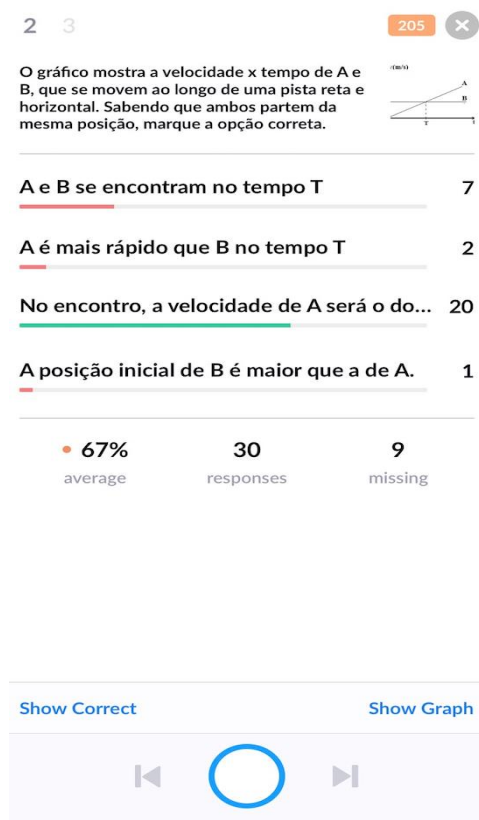 2 3
205
O gráfico mostra a velocidade x tempo de A e
B, que se movem ao longo de uma pista reta e
horizontal. Sabendo que ambos partem da
mesma posição, marque a opção correta.
(m/s)
A
B
T
t
A e B se encontram no tempo T 7
A é mais rápido que B no tempo T 2
No encontro, a velocidade de A será o do... 20
A posição inicial de B é maior que a de A. 1
67% 30 9
average responses missing
Show Correct Show Graph